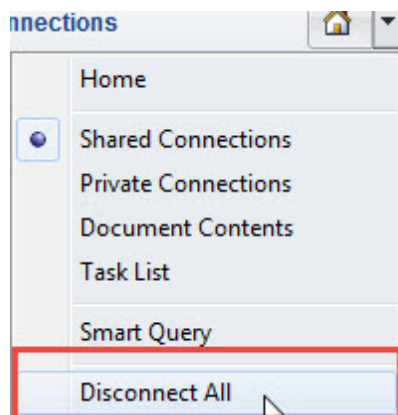 nnections
Home
Shared Connections
Private Connections
Document Contents
Task List
Smart Query
Disconnect All